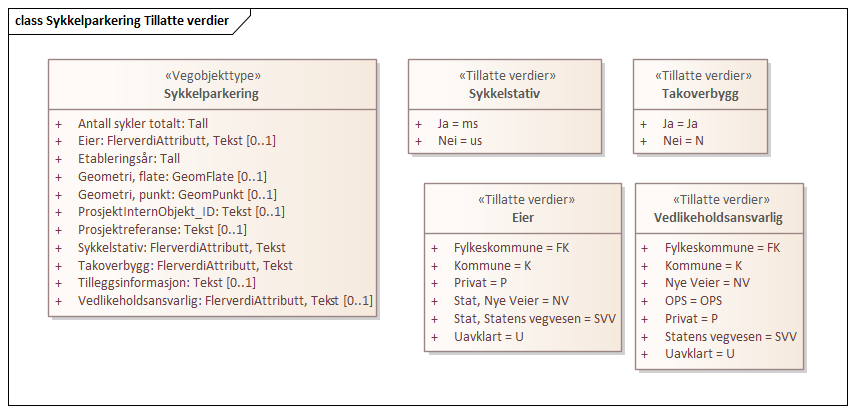 class Sykkelparkering Tillatte verdier
«Vegobjekttype»
Sykkelparkering
+ Antall sykler totalt: Tall
+ Eier: FlerverdiAttributt, Tekst [0..1]
+ Etableringsår: Tall
+ Geometri, flate: GeomFlate [0..1]
+ Geometri, punkt: GeomPunkt [0..1]
+ ProsjektInternObjekt_ID: Tekst [0..1]
+ Prosjektreferanse: Tekst [0..1]
+ Sykkelstativ: FlerverdiAttributt, Tekst
+ Takoverbygg: FlerverdiAttributt, Tekst
+ Tilleggsinformasjon: Tekst [0..1]
+ Vedlikeholdsansvarlig: FlerverdiAttributt, Tekst [0..1]
«Tillatte verdier»
Sykkelstativ
+ Ja = ms
+ Nei = us
«Tillatte verdier»
Takoverbygg
+ Ja = Ja
+ Nei = N
«Tillatte verdier»
Eier
+ Fylkeskommune = FK
+ Kommune = K
+ Privat = P
+ Stat, Nye Veier = NV
+ Stat, Statens vegvesen = SVV
+ Uavklart = U
«Tillatte verdier»
Vedlikeholdsansvarlig
+ Fylkeskommune = FK
+ Kommune = K
+ Nye Veier = NV
+ OPS = OPS
+ Privat = P
+ Statens vegvesen = SVV
+ Uavklart = U